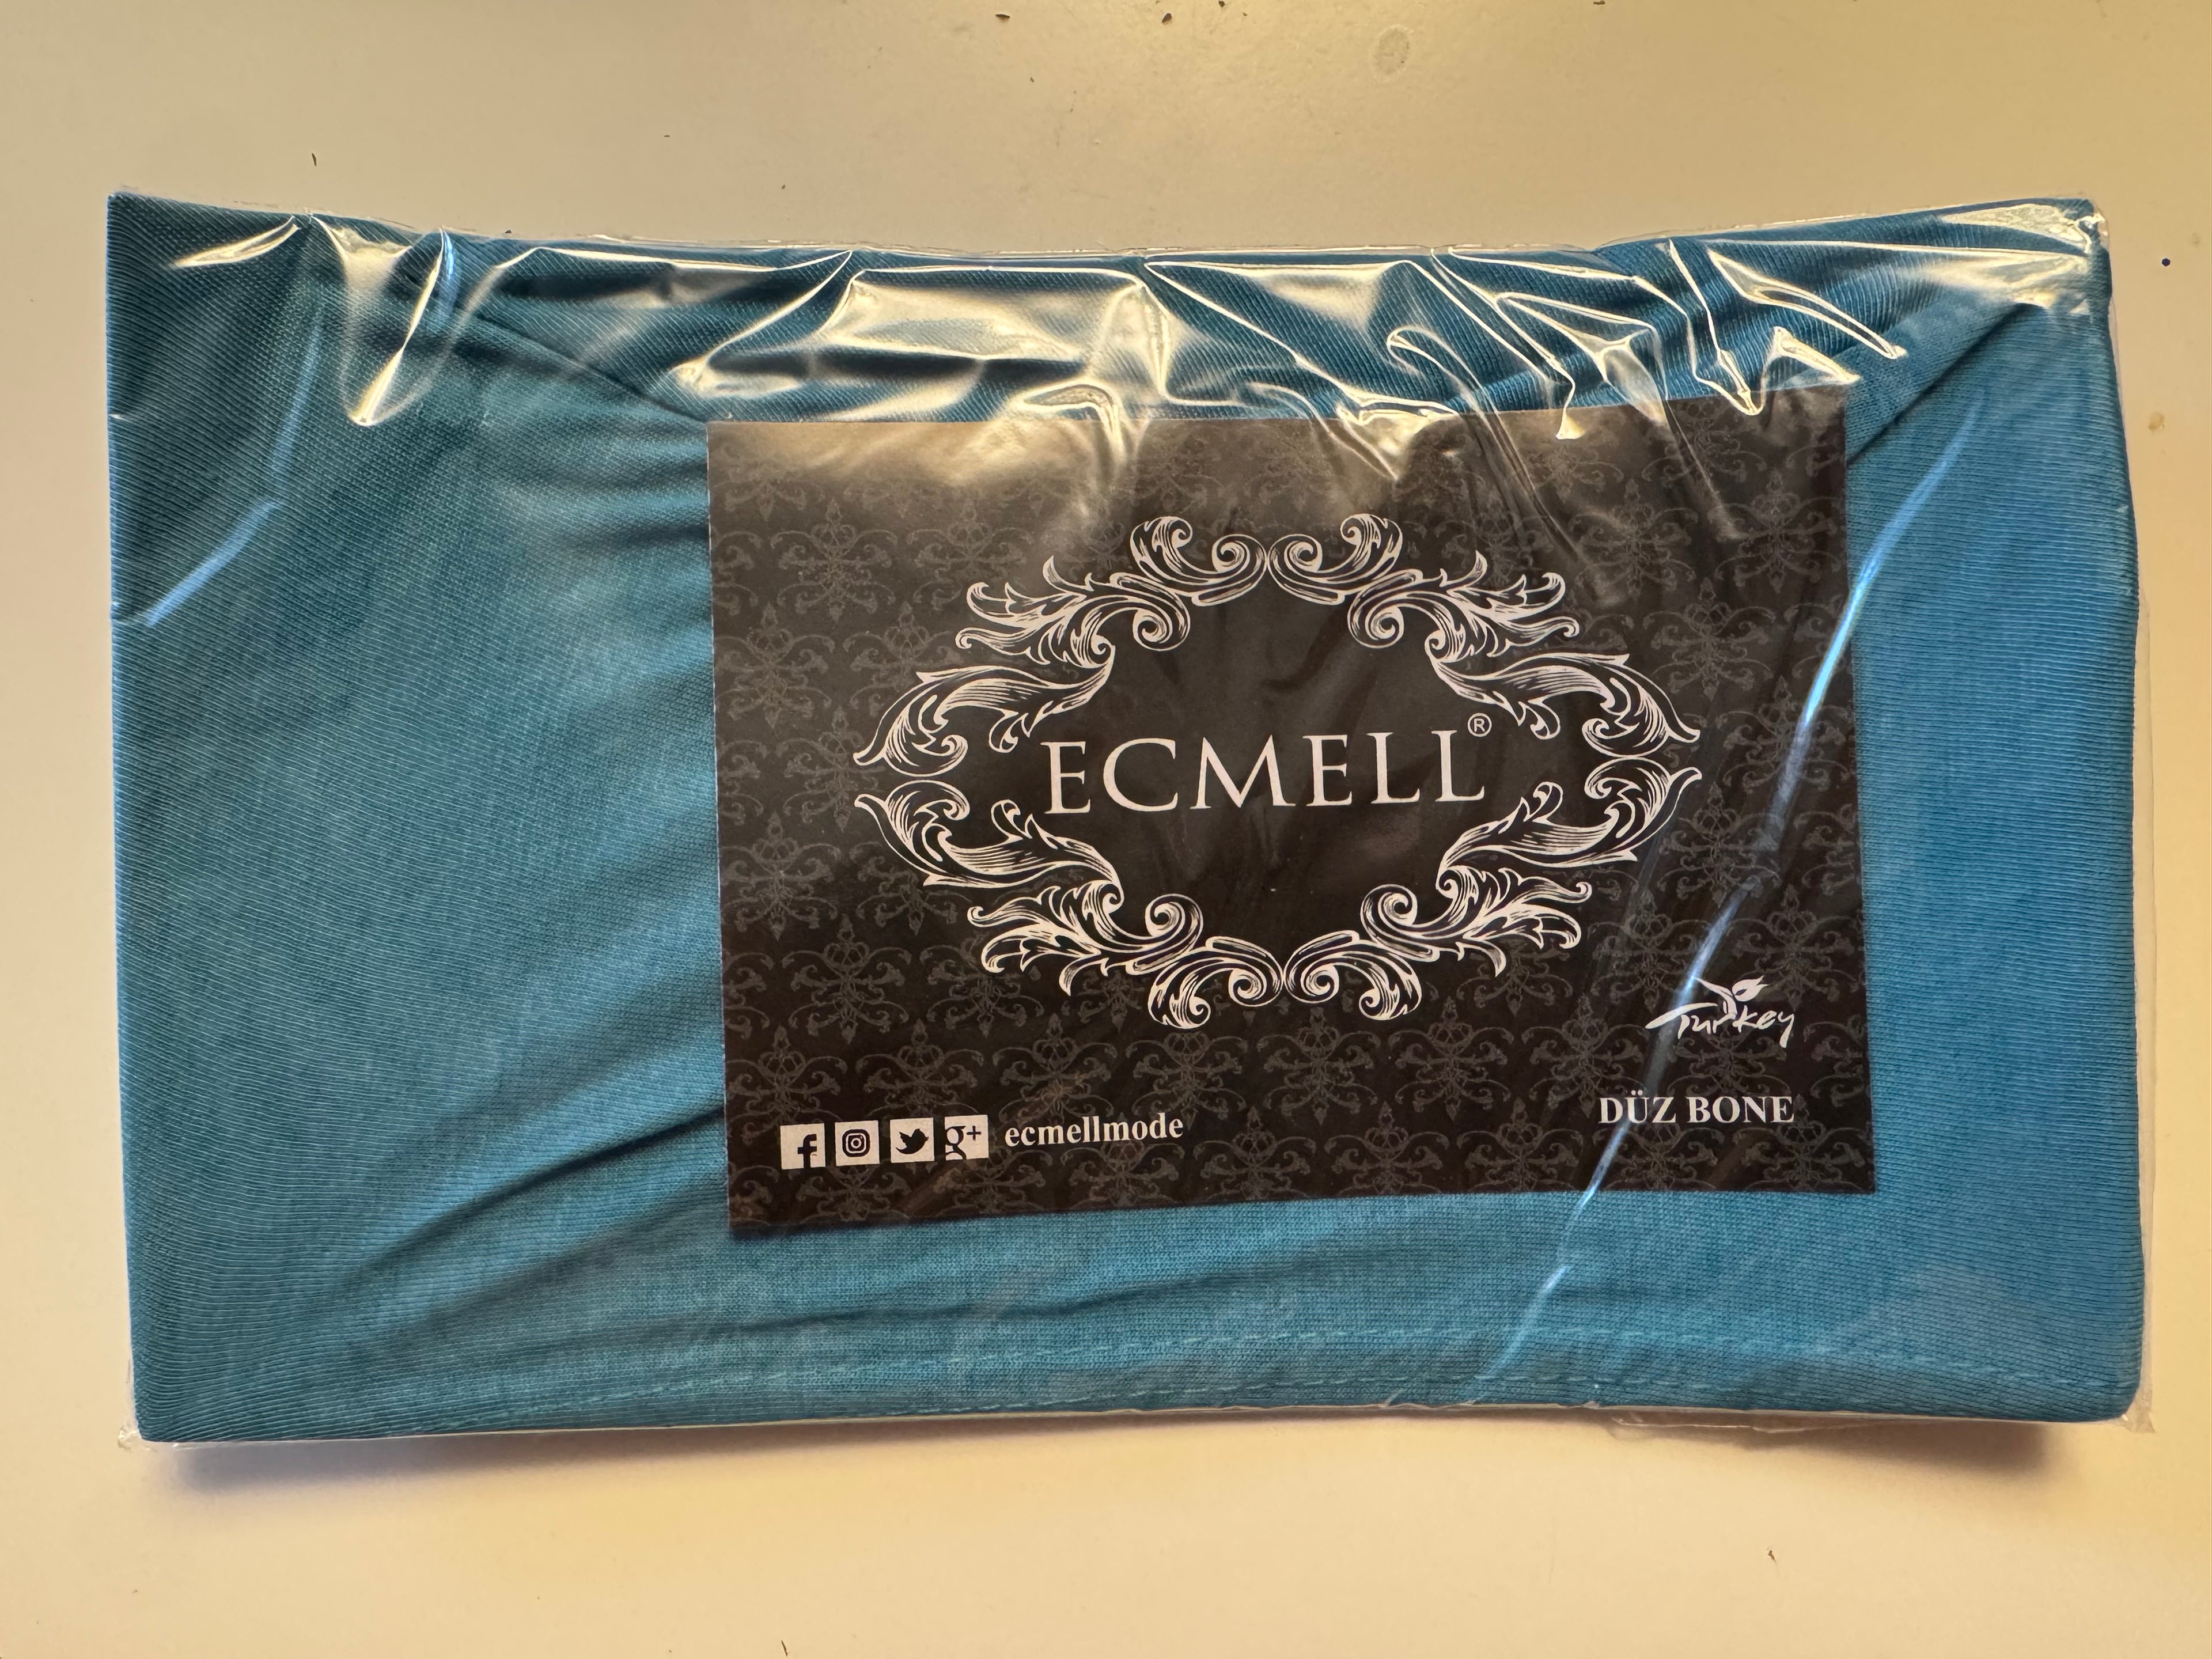 ECMELL®
Turkey
DÜZ BONE
f g+ ecmellmode